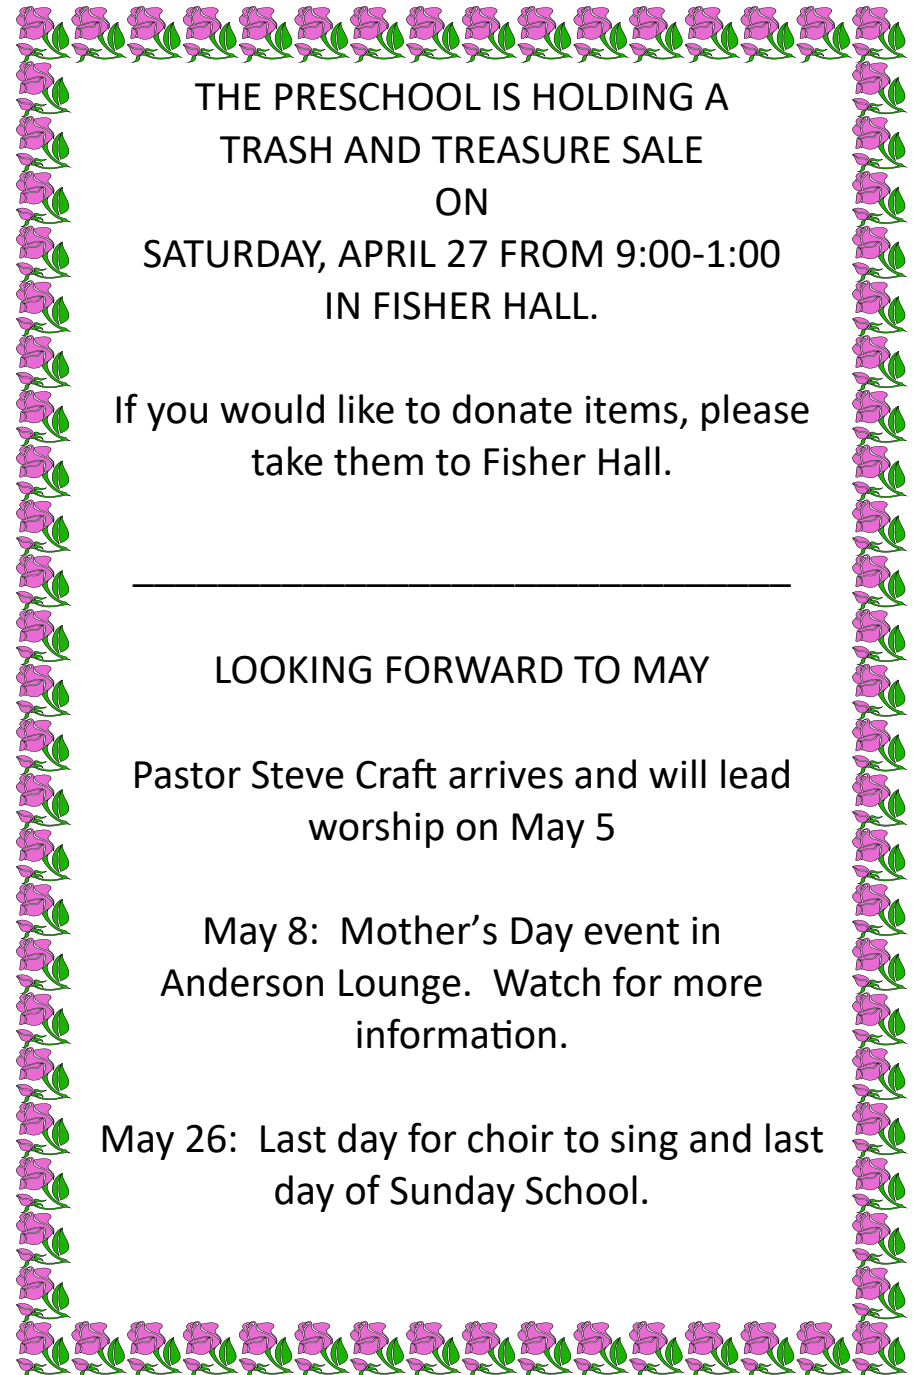 THE PRESCHOOL IS HOLDING A
TRASH AND TREASURE SALE
ON
SATURDAY, APRIL 27 FROM 9:00-1:00
IN FISHER HALL.
If you would like to donate items, please
take them to Fisher Hall.
_______________________________
LOOKING FORWARD TO MAY
Pastor Steve Craft arrives and will lead
worship on May 5
May 8:  Mother’s Day event in
Anderson Lounge.  Watch for more
information.
May 26:  Last day for choir to sing and last
day of Sunday School.